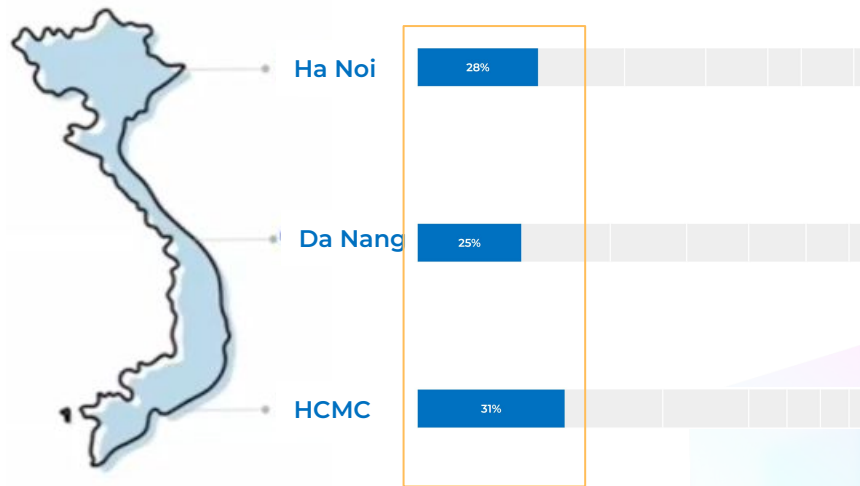 Ha Noi
28%
Da Nang
25%
HCMC
31%